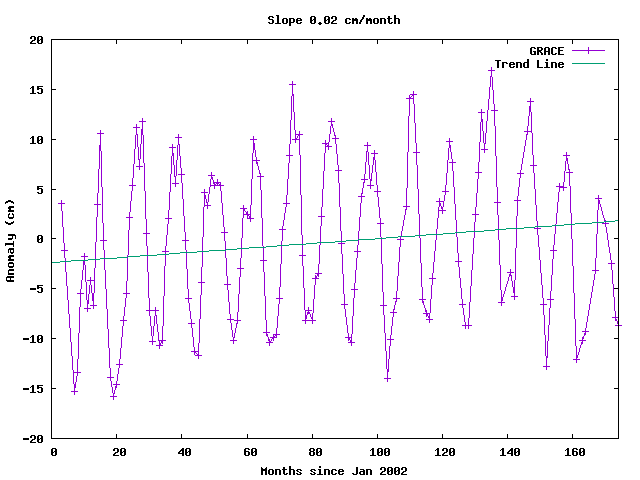 Slope 0.02 cm/month
GRACE
Trend Line
20
15
10
5
0
-5
-10
-15
-20
Anomaly (cm)
0 20 40 60 80 100 120 140 160
Months since Jan 2002